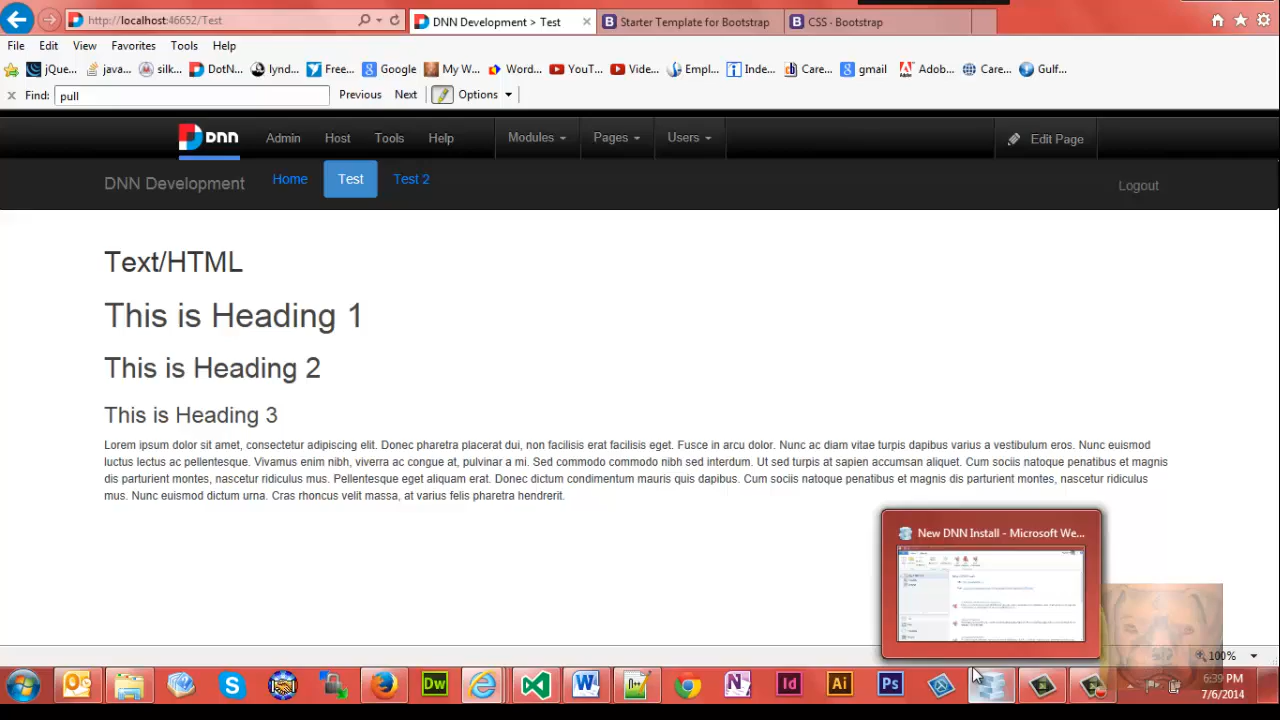 http://localhost:46652/Test
DNN Development > Test
Starter Template for Bootstrap
CSS - Bootstrap
File Edit View Favorites Tools Help
jQue... java... silk... DotN... lynd... Free... Google My W... Word... YouT... Vide... Empl... Inde... Care... gmail Adob... Care... Gulf...
Find: pull Previous Next Options
DNN Admin Host Tools Help Modules Pages Users Edit Page
DNN Development Home Test Test 2 Logout
Text/HTML
This is Heading 1
This is Heading 2
This is Heading 3
Lorem ipsum dolor sit amet, consectetur adipiscing elit. Donec pharetra placerat dui, non facilisis erat facilisis eget. Fusce in arcu dolor. Nunc ac diam vitae turpis dapibus varius a vestibulum eros. Nunc euismod
luctus lectus ac pellentesque. Vivamus enim nibh, viverra ac congue at, pulvinar a mi. Sed commodo commodo nibh sed interdum. Ut sed turpis at sapien accumsan aliquet. Cum sociis natoque penatibus et magnis
dis parturient montes, nascetur ridiculus mus. Pellentesque eget aliquam erat. Donec dictum condimentum mauris quis dapibus. Cum sociis natoque penatibus et magnis dis parturient montes, nascetur ridiculus
mus. Nunc euismod dictum urna. Cras rhoncus velit massa, at varius felis pharetra hendrerit.
New DNN Install - Microsoft We...
100%
Dw Id Ai Ps
6:39 PM
7/6/2014